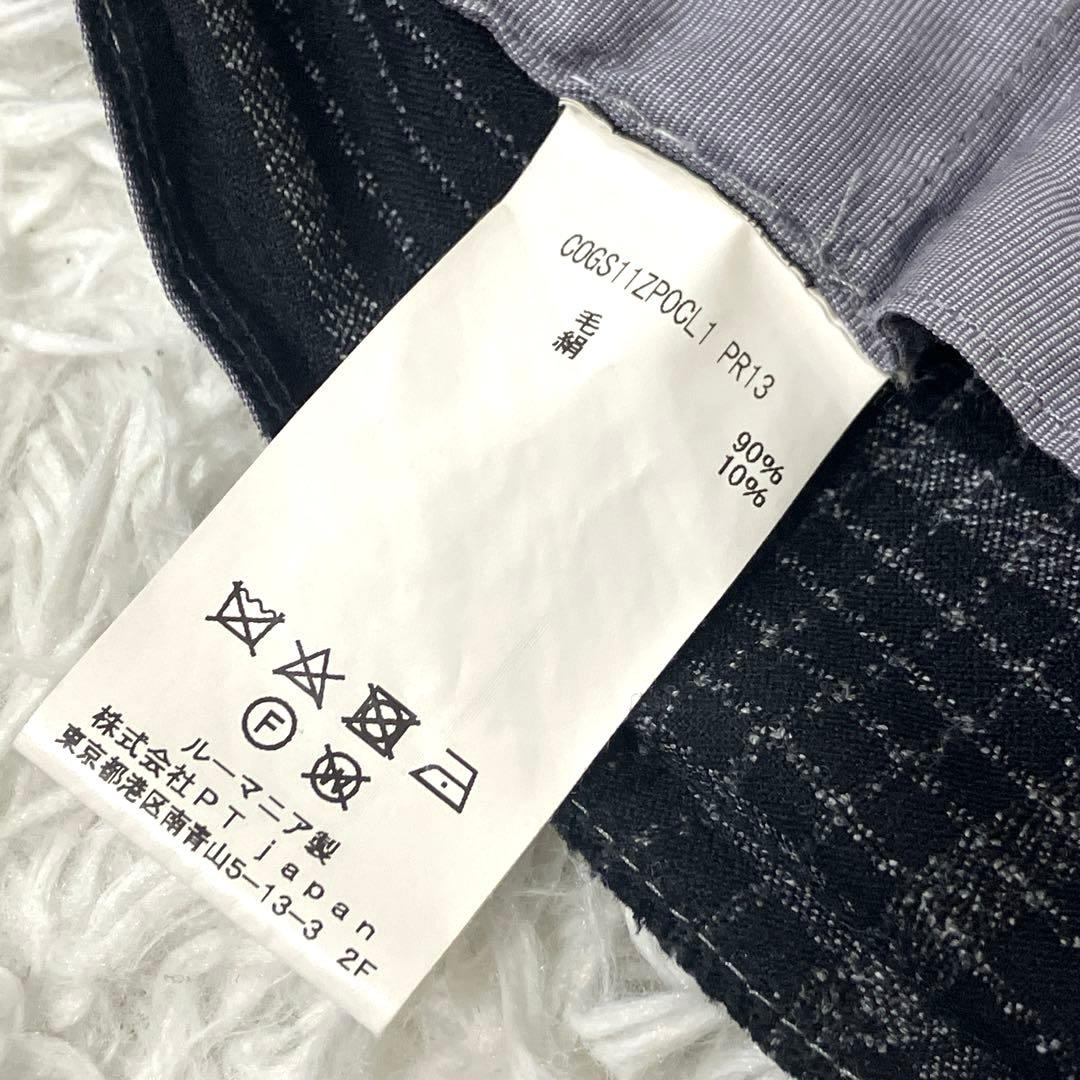 COGS11ZPOCL1 PR13
毛 90%
絹 10%
F
W
ルーマニア製
株式会社PT japan
東京都港区南青山5-13-3 2F